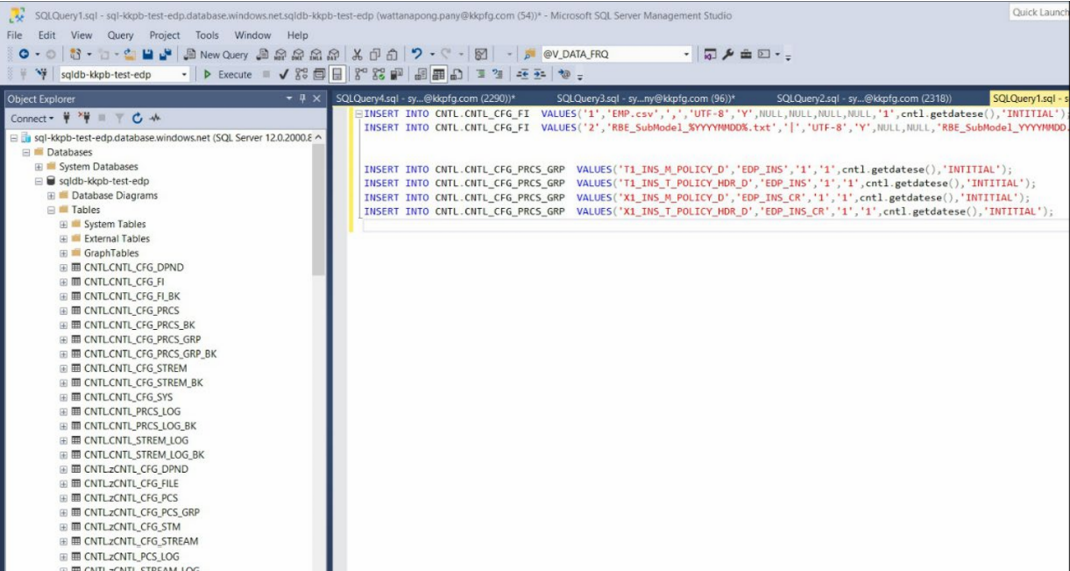 SQLQuery1.sql - sql-kkpb-test-edp.database.windows.net.sqldb-kkpb-test-edp (wattanapong.pany@kkpfg.com (54))* - Microsoft SQL Server Management Studio
Quick Launch
File Edit View Query Project Tools Window Help
New Query
@V_DATA_FRQ
sqldb-kkpb-test-edp
Execute
Object Explorer
SQLQuery4.sql - sy...@kkpfg.com (2290))* SQLQuery3.sql - sy...ny@kkpfg.com (96))* SQLQuery2.sql - sy...@kkpfg.com (2318)) SQLQuery1.sql - s
Connect
sql-kkpb-test-edp.database.windows.net (SQL Server 12.0.2000.8
Databases
System Databases
sqldb-kkpb-test-edp
Database Diagrams
Tables
System Tables
External Tables
GraphTables
CNTL.CNTL_CFG_DPND
CNTL.CNTL_CFG_FI
CNTL.CNTL_CFG_FI_BK
CNTL.CNTL_CFG_PRCS
CNTL.CNTL_CFG_PRCS_BK
CNTL.CNTL_CFG_PRCS_GRP
CNTL.CNTL_CFG_PRCS_GRP_BK
CNTL.CNTL_CFG_STREM
CNTL.CNTL_CFG_STREM_BK
CNTL.CNTL_CFG_SYS
CNTL.CNTL_PRCS_LOG
CNTL.CNTL_PRCS_LOG_BK
CNTL.CNTL_STREM_LOG
CNTL.CNTL_STREM_LOG_BK
CNTL.zCNTL_CFG_DPND
CNTL.zCNTL_CFG_FILE
CNTL.zCNTL_CFG_PCS
CNTL.zCNTL_CFG_PCS_GRP
CNTL.zCNTL_CFG_STM
CNTL.zCNTL_CFG_STREAM
CNTL.zCNTL_PCS_LOG
CNTL.zCNTL_STREAM_LOG
INSERT INTO CNTL.CNTL_CFG_FI VALUES('1','EMP.csv',',','UTF-8','Y',NULL,NULL,NULL,NULL,'1',cntl.getdatese(),'INTITIAL');
INSERT INTO CNTL.CNTL_CFG_FI VALUES('2','RBE_SubModel_%YYYYMMDD%.txt','|','UTF-8','Y',NULL,NULL,'RBE_SubModel_YYYYMMDD.
INSERT INTO CNTL.CNTL_CFG_PRCS_GRP VALUES('T1_INS_M_POLICY_D','EDP_INS','1','1',cntl.getdatese(),'INTITIAL');
INSERT INTO CNTL.CNTL_CFG_PRCS_GRP VALUES('T1_INS_T_POLICY_HDR_D','EDP_INS','1','1',cntl.getdatese(),'INTITIAL');
INSERT INTO CNTL.CNTL_CFG_PRCS_GRP VALUES('X1_INS_M_POLICY_D','EDP_INS_CR','1','1',cntl.getdatese(),'INTITIAL');
INSERT INTO CNTL.CNTL_CFG_PRCS_GRP VALUES('X1_INS_T_POLICY_HDR_D','EDP_INS_CR','1','1',cntl.getdatese(),'INTITIAL');